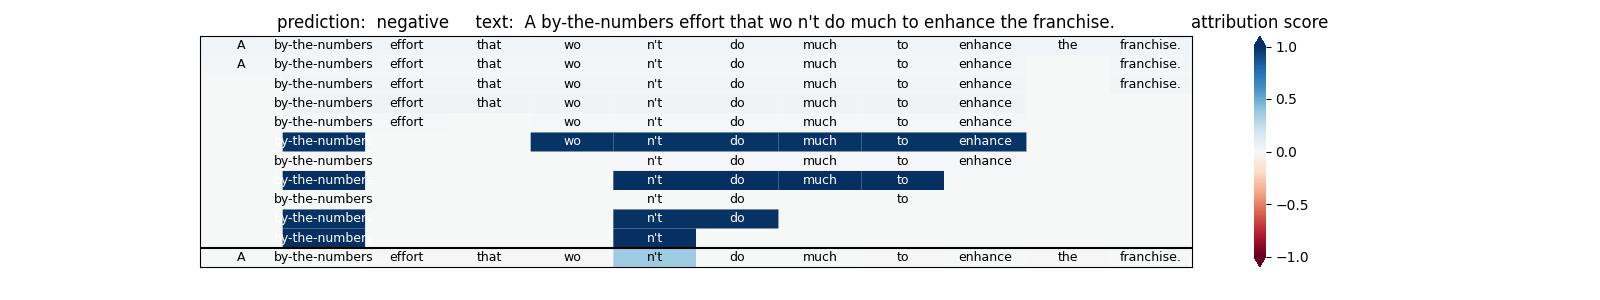 prediction: negative text: A by-the-numbers effort that wo n't do much to enhance the franchise. attribution score
A by-the-numbers effort that wo n't do much to enhance the franchise. 1.0
A by-the-numbers effort that wo n't do much to enhance franchise.
by-the-numbers effort that wo n't do much to enhance franchise.
by-the-numbers effort that wo n't do much to enhance 0.5
by-the-numbers effort wo n't do much to enhance
by-the-number wo n't do much to enhance 0.0
by-the-numbers n't do much to enhance
y-the-number n't do much to
by-the-numbers n't do to −0.5
y-the-number n't do
y-the-number n't
A by-the-numbers effort that wo n't do much to enhance the franchise. −1.0